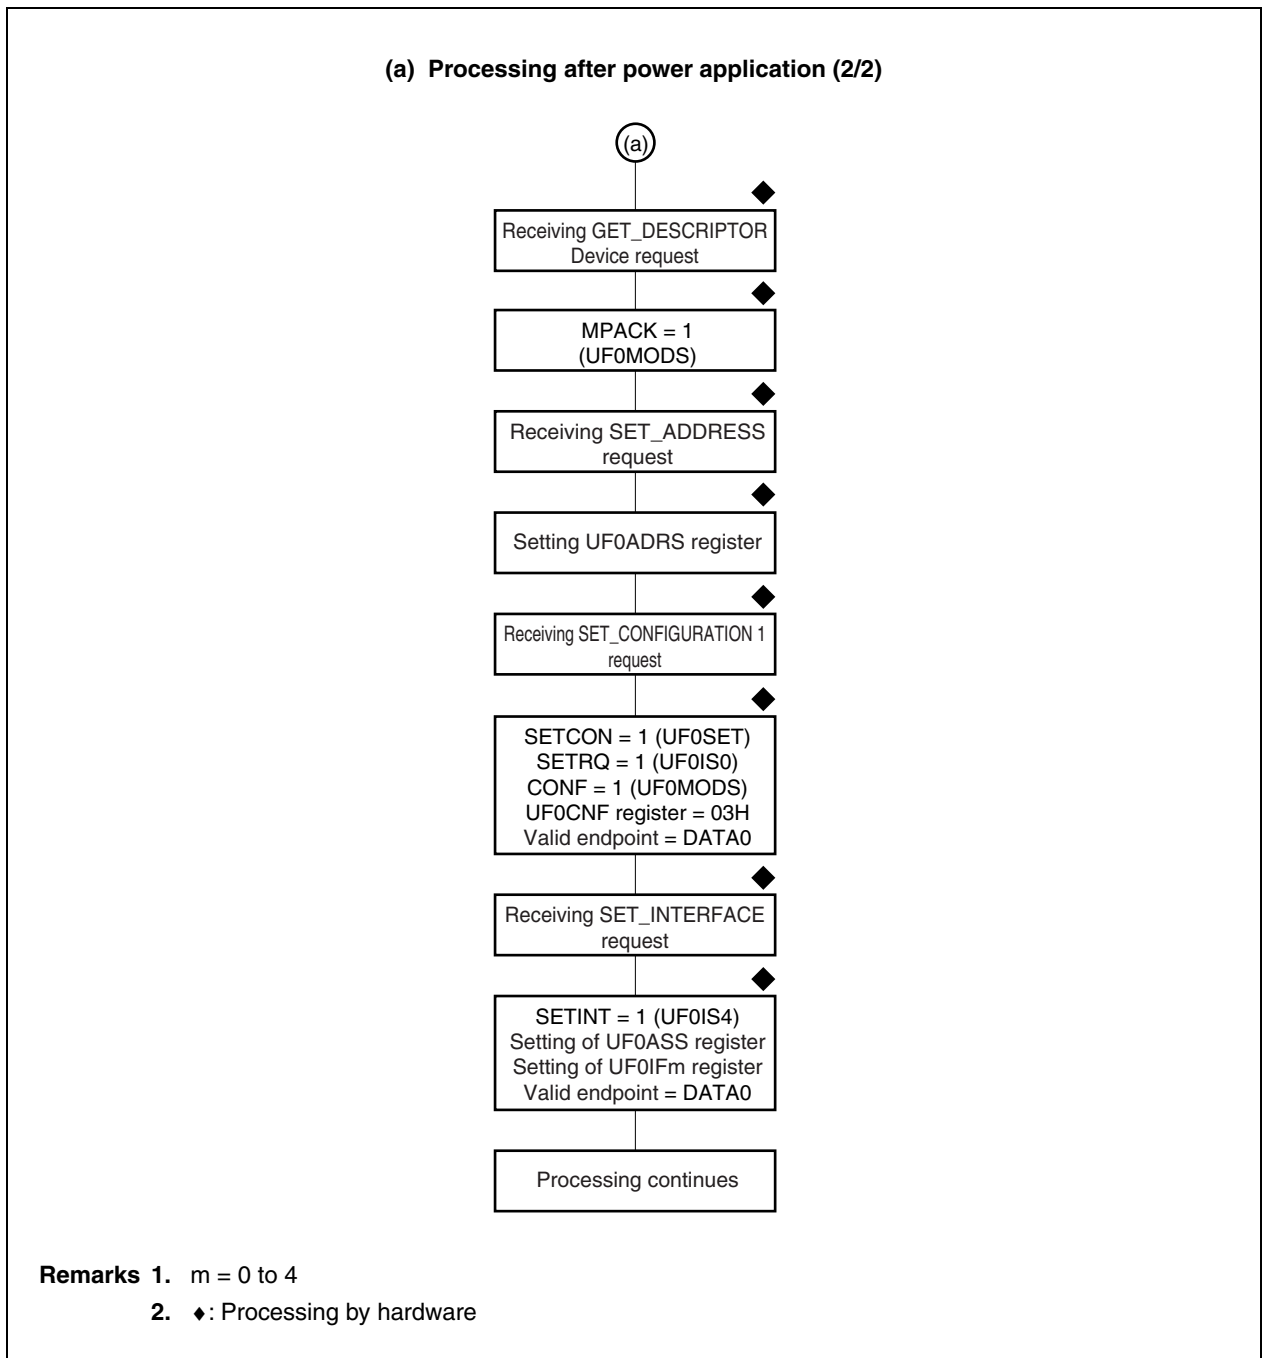 (a) Processing after power application (2/2)
(a)
Receiving GET_DESCRIPTOR
Device request
MPACK = 1
(UF0MODS)
Receiving SET_ADDRESS
request
Setting UF0ADRS register
Receiving SET_CONFIGURATION 1
request
SETCON = 1 (UF0SET)
SETRQ = 1 (UF0IS0)
CONF = 1 (UF0MODS)
UF0CNF register = 03H
Valid endpoint = DATA0
Receiving SET_INTERFACE
request
SETINT = 1 (UF0IS4)
Setting of UF0ASS register
Setting of UF0IFm register
Valid endpoint = DATA0
Processing continues
Remarks 1. m = 0 to 4
2. ♦: Processing by hardware